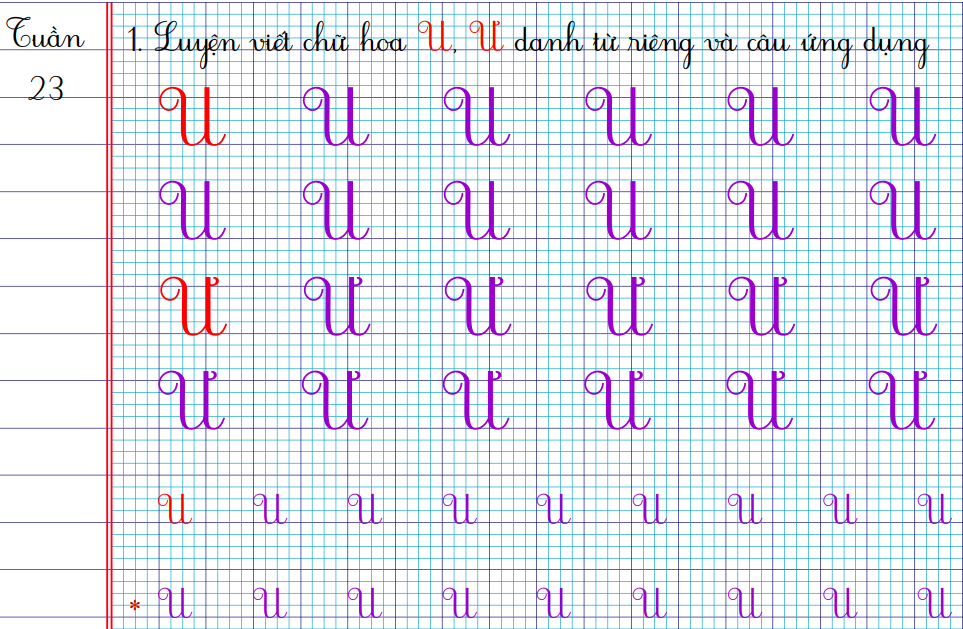 Tuần 23
1. Luyện viết chữ hoa U, Ư danh từ riêng và câu ứng dụng
U U U U U U
U U U U U U
Ư Ư Ư Ư Ư Ư
Ư Ư Ư Ư Ư Ư
U U U U U U U U U
* U U U U U U U U U